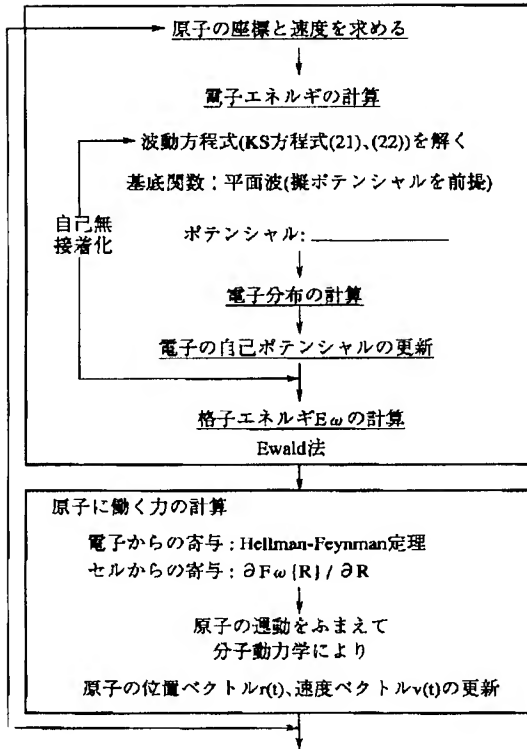 原子の座標と速度を求める
電子エネルギの計算
波動方程式(KS方程式(21)、(22))を解く
基底関数：平面波(擬ポテンシャルを前提)
自己無
接着化
ポテンシャル:
電子分布の計算
電子の自己ポテンシャルの更新
格子エネルギEωの計算
Ewald法
原子に働く力の計算
電子からの寄与：Hellman-Feynman定理
セルからの寄与：∂Fω{R}/∂R
原子の運動をふまえて
分子動力学により
原子の位置ベクトルr(t)、速度ベクトルv(t)の更新